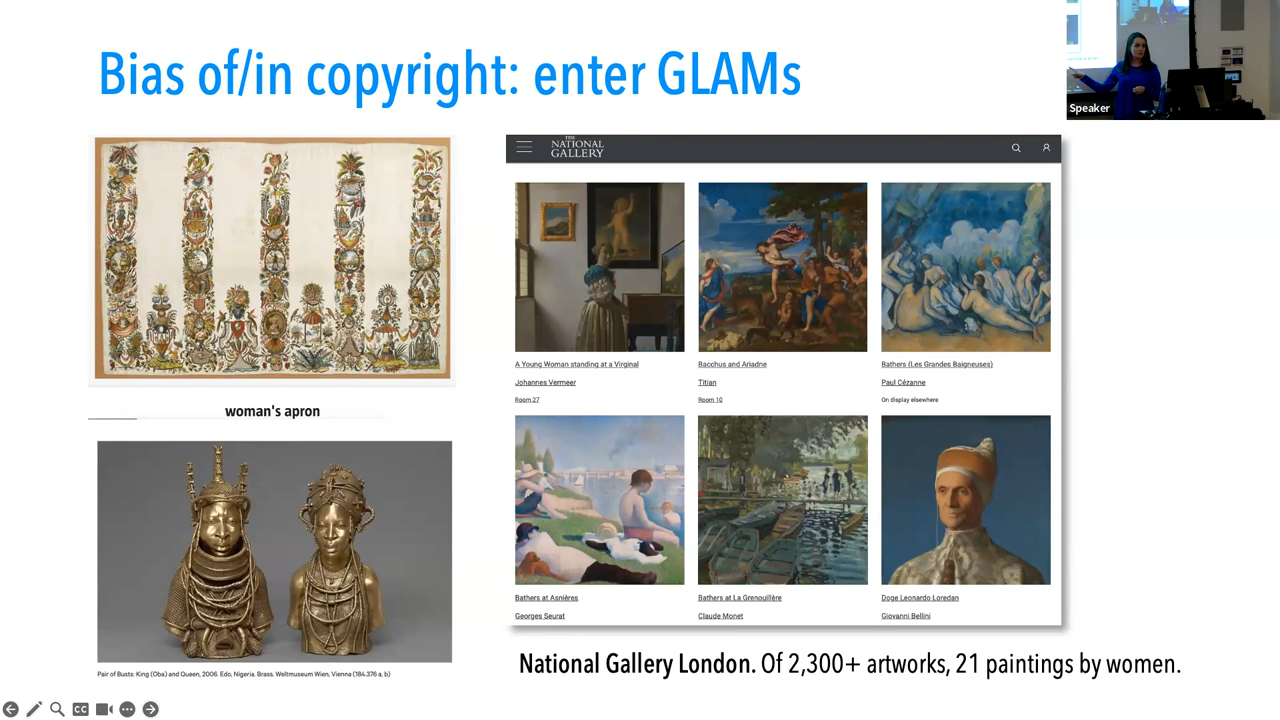 Bias of/in copyright: enter GLAMs
Speaker
woman's apron
Pair of Busts: King (Oba) and Queen, 2006. Edo, Nigeria. Brass. Weltmuseum Wien, Vienna (184.376 a, b)
THE
NATIONAL
GALLERY
A Young Woman standing at a Virginal
Johannes Vermeer
Room 27
Bacchus and Ariadne
Titian
Room 10
Bathers (Les Grandes Baigneuses)
Paul Cézanne
On display elsewhere
Bathers at Asnières
Georges Seurat
Bathers at La Grenouillère
Claude Monet
Doge Leonardo Loredan
Giovanni Bellini
National Gallery London. Of 2,300+ artworks, 21 paintings by women.
CC